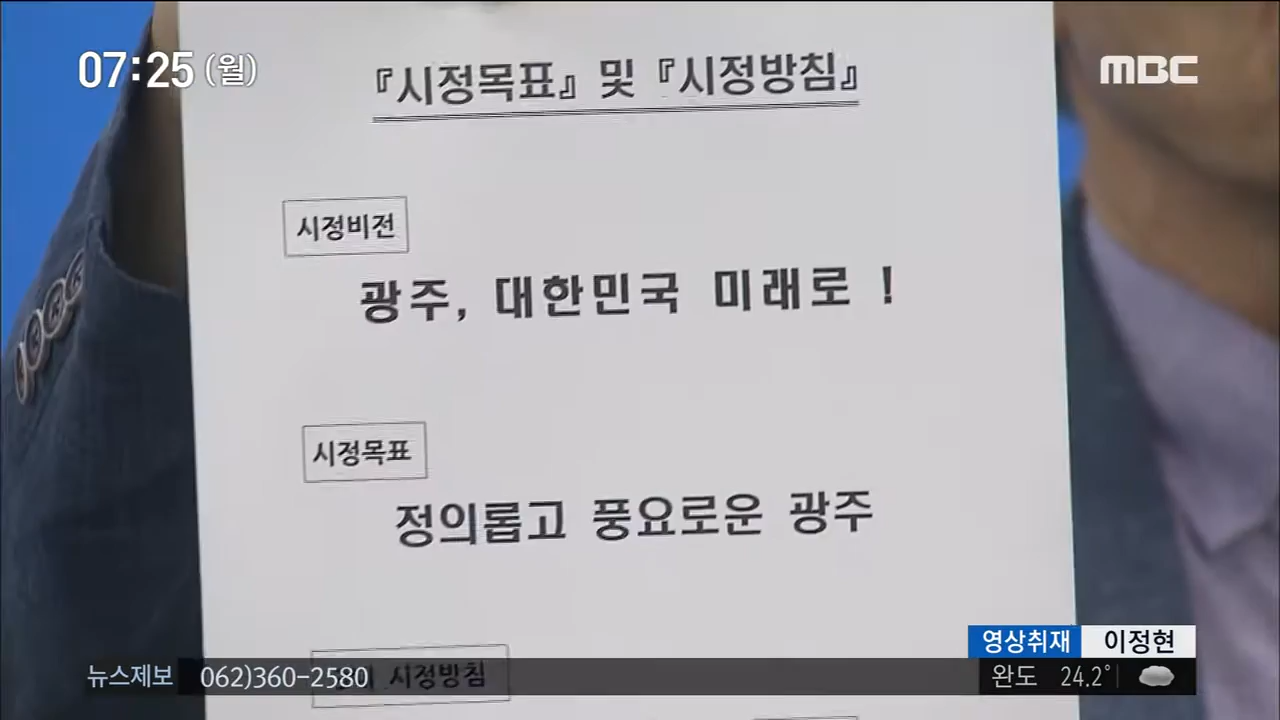 07:25 (월)
MBC
『시정목표』 및 『시정방침』
시정비전
광주, 대한민국 미래로 !
시정목표
정의롭고 풍요로운 광주
시정방침
영상취재 이정현
뉴스제보 062)360-2580
완도 24.2°